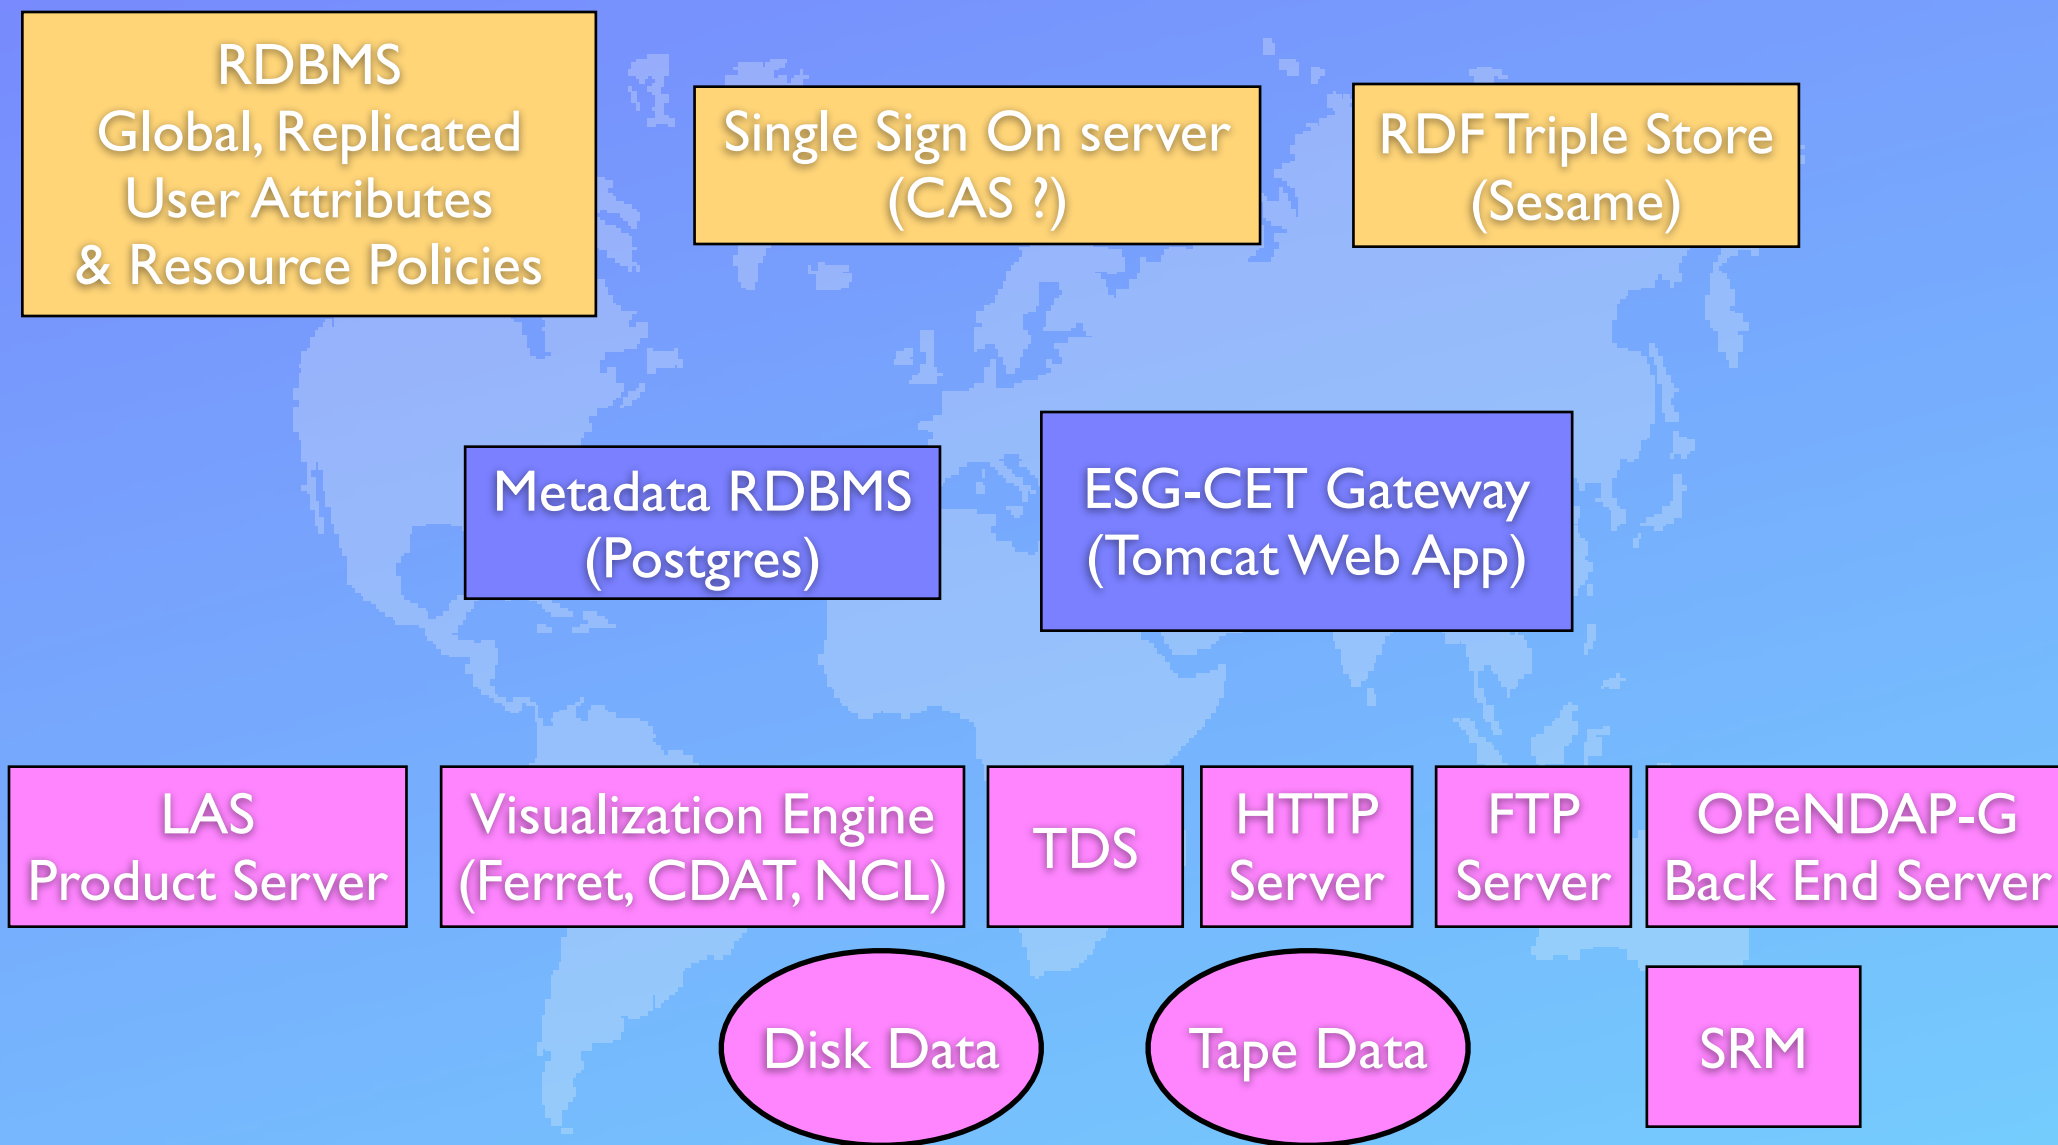 RDBMS
Global, Replicated
User Attributes
& Resource Policies
Single Sign On server
(CAS ?)
RDF Triple Store
(Sesame)
Metadata RDBMS
(Postgres)
ESG-CET Gateway
(Tomcat Web App)
LAS
Product Server
Visualization Engine
(Ferret, CDAT, NCL)
TDS
HTTP
Server
FTP
Server
OPeNDAP-G
Back End Server
Disk Data
Tape Data
SRM